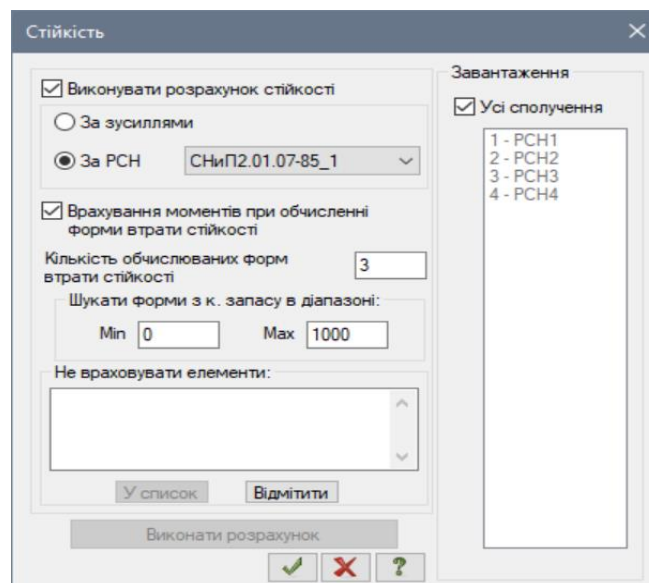 Стійкість
Виконувати розрахунок стійкості
За зусиллями
За РСН
СНиП2.01.07-85_1
Врахування моментів при обчисленні
форми втрати стійкості
Кількість обчислюваних форм
втрати стійкості
3
Шукати форми з к. запасу в діапазоні:
Min 0 Max 1000
Не враховувати елементи:
У список Відмітити
Виконати розрахунок
Завантаження
Усі сполучення
1 - РСН1
2 - РСН2
3 - РСН3
4 - РСН4